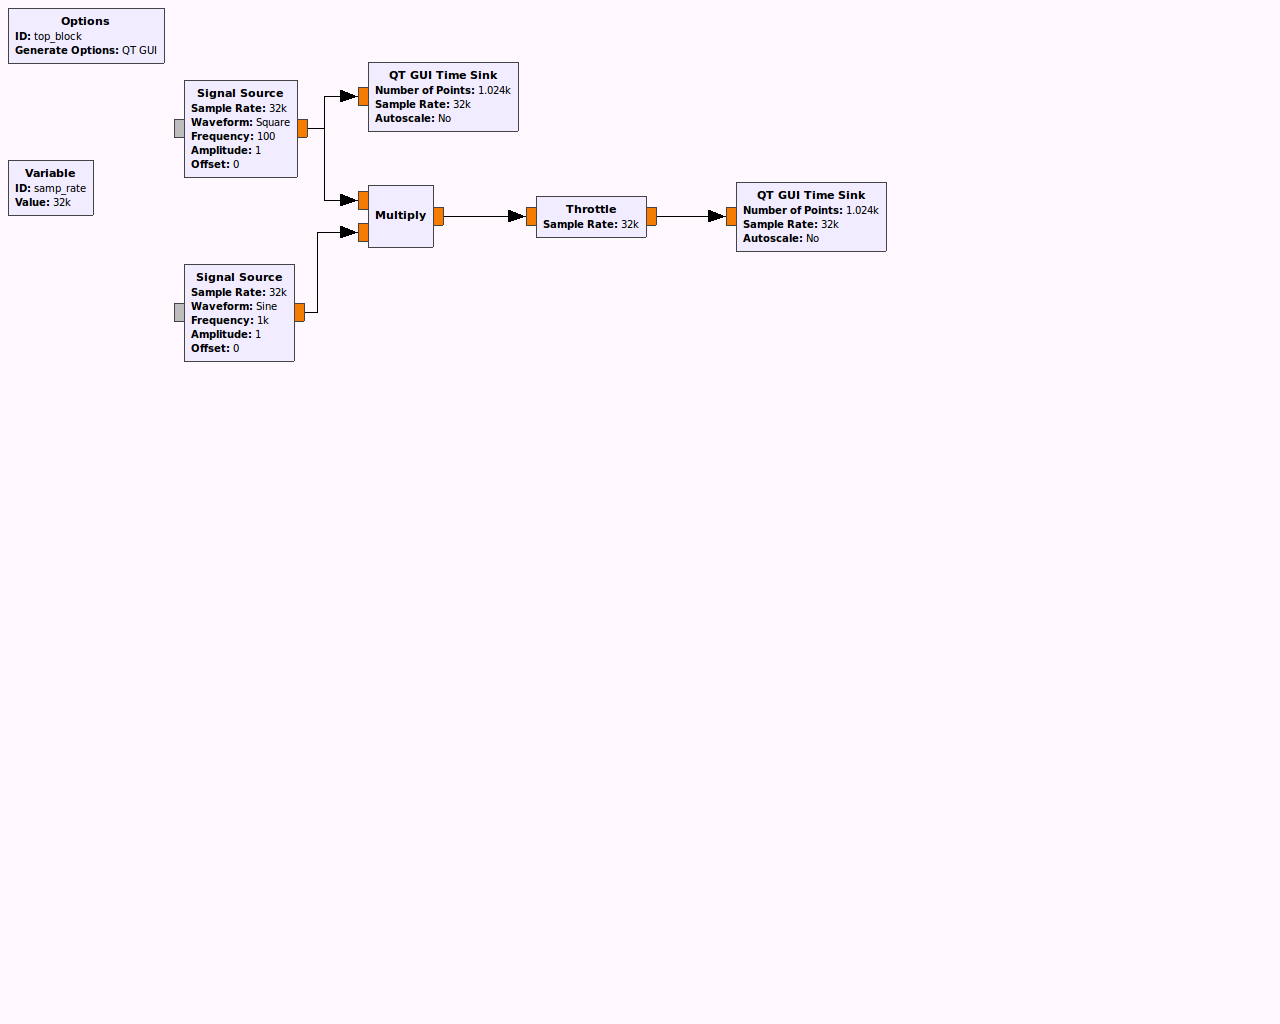 Options
ID: top_block
Generate Options: QT GUI
Signal Source
Sample Rate: 32k
Waveform: Square
Frequency: 100
Amplitude: 1
Offset: 0
QT GUI Time Sink
Number of Points: 1.024k
Sample Rate: 32k
Autoscale: No
Variable
ID: samp_rate
Value: 32k
Multiply
Throttle
Sample Rate: 32k
QT GUI Time Sink
Number of Points: 1.024k
Sample Rate: 32k
Autoscale: No
Signal Source
Sample Rate: 32k
Waveform: Sine
Frequency: 1k
Amplitude: 1
Offset: 0